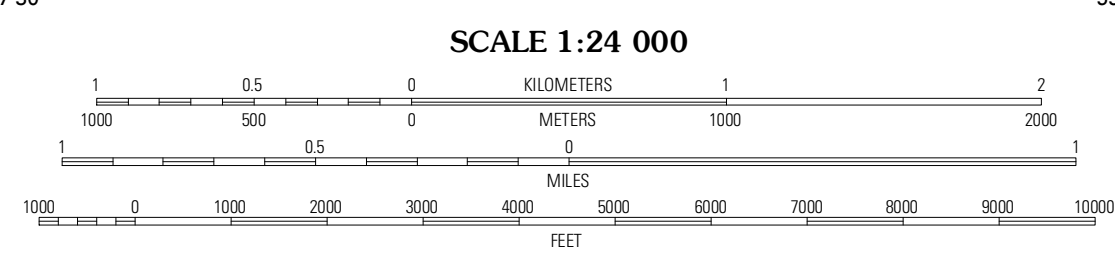 SCALE 1:24 000
1 0.5 0 KILOMETERS 1 2
1000 500 0 METERS 1000 2000
1 0.5 0 1
MILES
1000 0 1000 2000 3000 4000 5000 6000 7000 8000 9000 10000
FEET